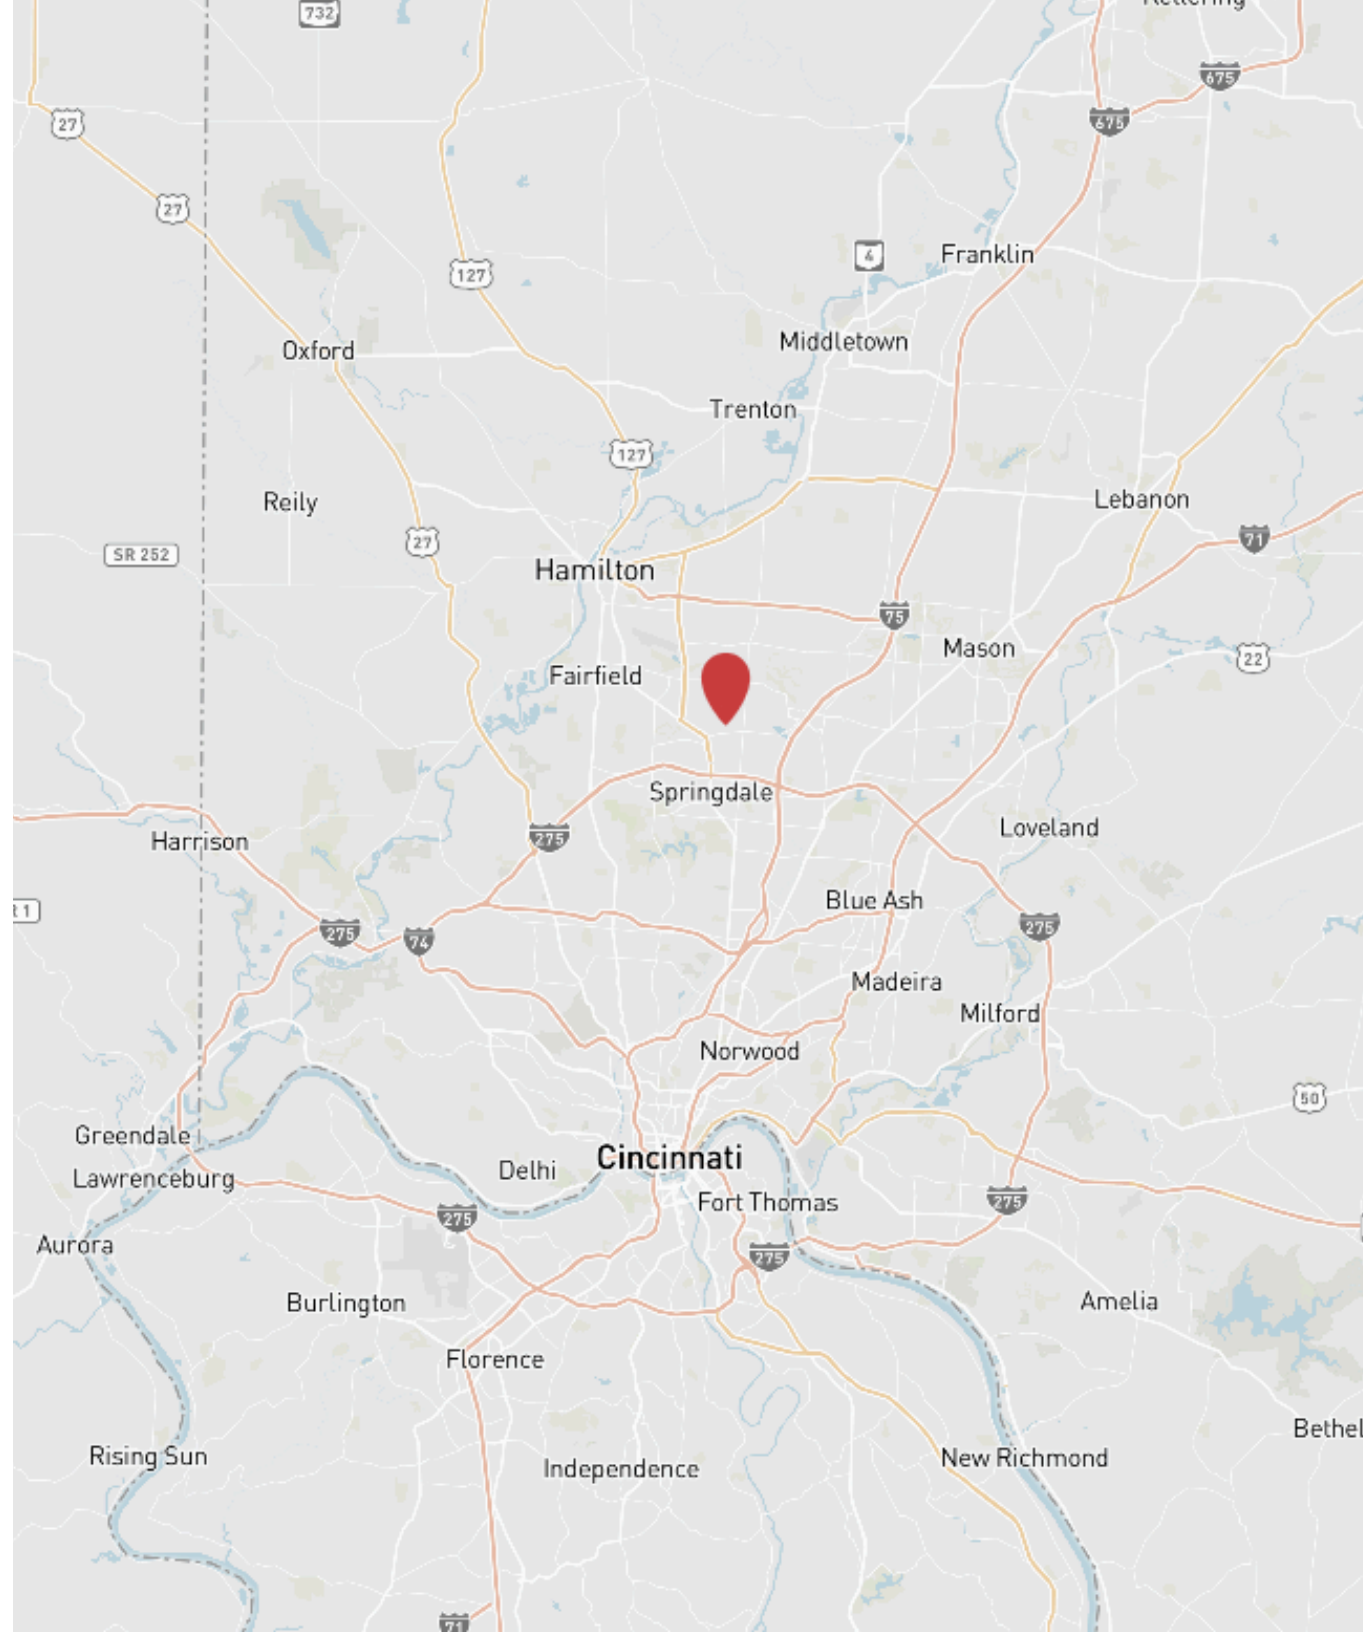 Kettering
732
675
27
675
27
4
Franklin
127
Middletown
Oxford
Trenton
127
Lebanon
Reily
71
27
SR 252
Hamilton
75
Mason
22
Fairfield
Springdale
Loveland
275
Harrison
Blue Ash
275
275
74
Madeira
Milford
Norwood
50
Greendale
Cincinnati
Delhi
Lawrenceburg
275
Fort Thomas
275
Aurora
275
Amelia
Burlington
Florence
Bethel
Rising Sun
New Richmond
Independence
71